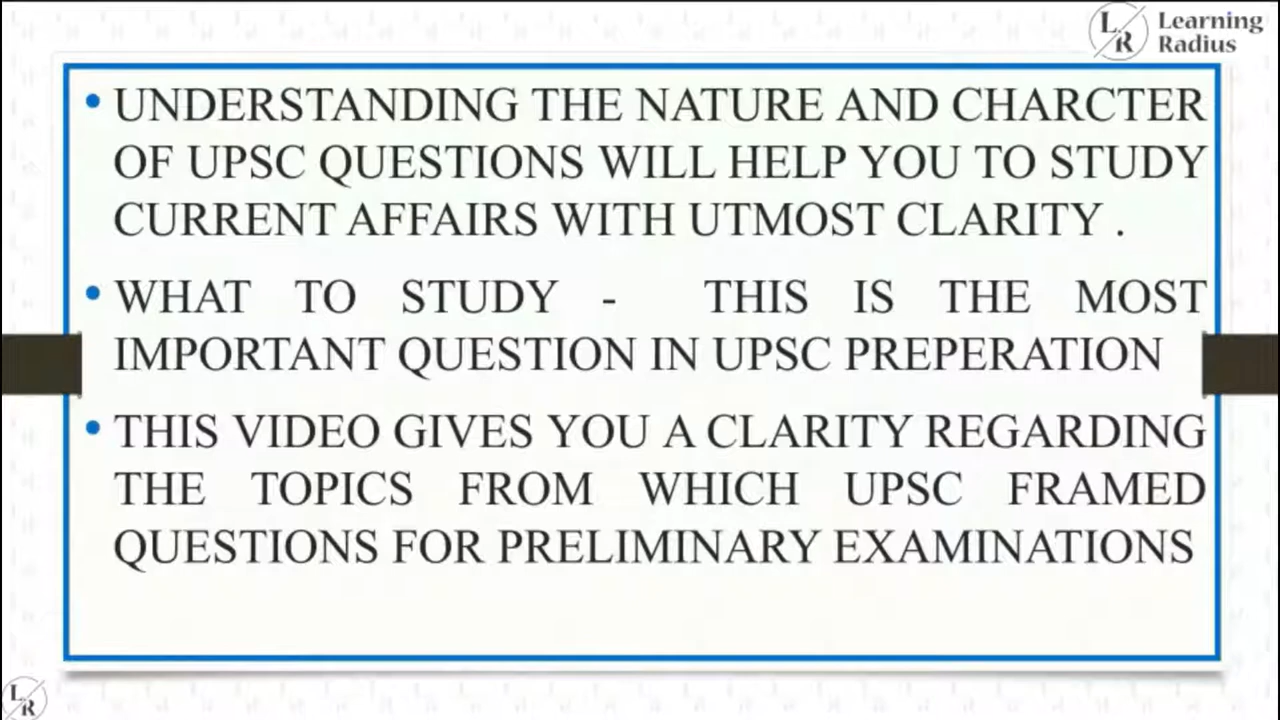 LR Learning
Radius
• UNDERSTANDING THE NATURE AND CHARCTER
OF UPSC QUESTIONS WILL HELP YOU TO STUDY
CURRENT AFFAIRS WITH UTMOST CLARITY .
• WHAT TO STUDY - THIS IS THE MOST
IMPORTANT QUESTION IN UPSC PREPERATION
• THIS VIDEO GIVES YOU A CLARITY REGARDING
THE TOPICS FROM WHICH UPSC FRAMED
QUESTIONS FOR PRELIMINARY EXAMINATIONS
LR